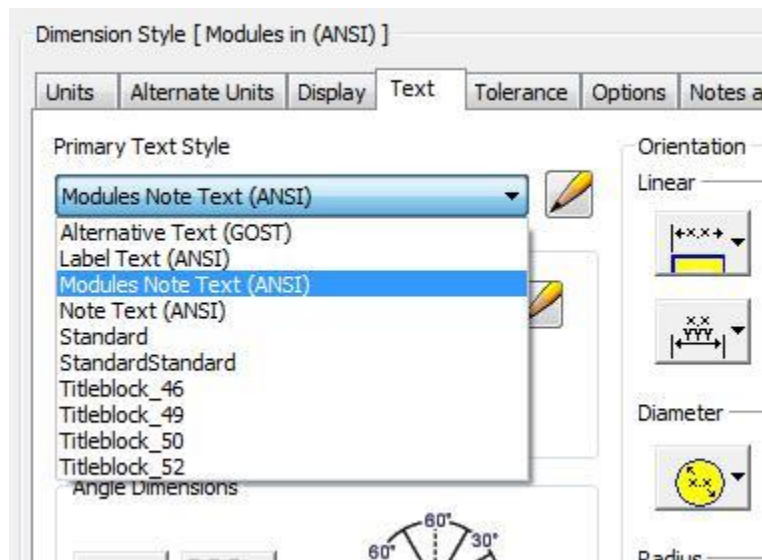 Dimension Style [ Modules in (ANSI) ]
Units Alternate Units Display Text Tolerance Options Notes a
Primary Text Style
Orientation
Modules Note Text (ANSI)
Linear
Alternative Text (GOST)
Label Text (ANSI)
Modules Note Text (ANSI)
Note Text (ANSI)
Standard
StandardStandard
Titleblock_46
Titleblock_49
Titleblock_50
Titleblock_52
x.x
x.x
YYY
Diameter
x.x
Angle Dimensions
60°
60° 30°
Radius